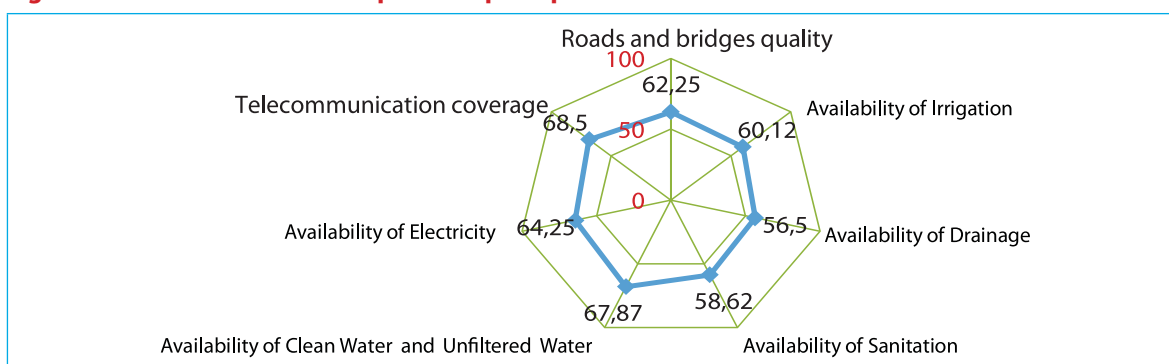 Roads and bridges quality
100
62,25
Telecommunication coverage
68,5
50
60,12
Availability of Irrigation
0
Availability of Electricity
64,25
56,5
Availability of Drainage
67,87
58,62
Availability of Clean Water and Unfiltered Water
Availability of Sanitation